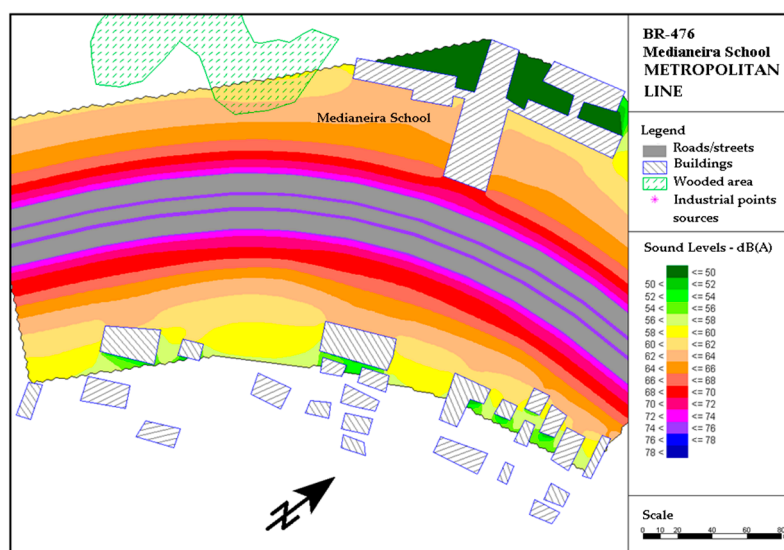 BR-476
Medianeira School
METROPOLITAN
LINE
Medianeira School
Legend
Roads/streets
Buildings
Wooded area
Industrial points
sources
Sound Levels - dB(A)
<= 50
50 < <= 52
52 < <= 54
54 < <= 56
56 < <= 58
58 < <= 60
60 < <= 62
62 < <= 64
64 < <= 66
66 < <= 68
68 < <= 70
70 < <= 72
72 < <= 74
74 < <= 76
76 < <= 78
78 <
N
Scale
0 10 20 40 60 80